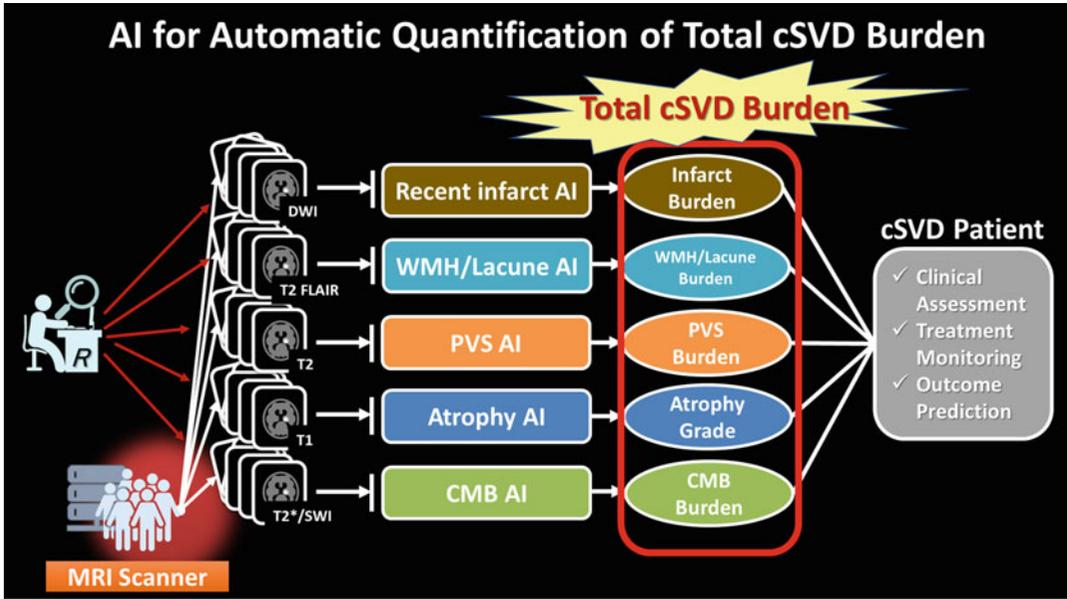 AI for Automatic Quantification of Total cSVD Burden
Total cSVD Burden
DWI
Recent infarct AI
Infarct
Burden
T2 FLAIR
WMH/Lacune AI
WMH/Lacune
Burden
T2
PVS AI
PVS
Burden
T1
Atrophy AI
Atrophy
Grade
T2*/SWI
CMB AI
CMB
Burden
R
MRI Scanner
cSVD Patient
✓ Clinical
Assessment
✓ Treatment
Monitoring
✓ Outcome
Prediction